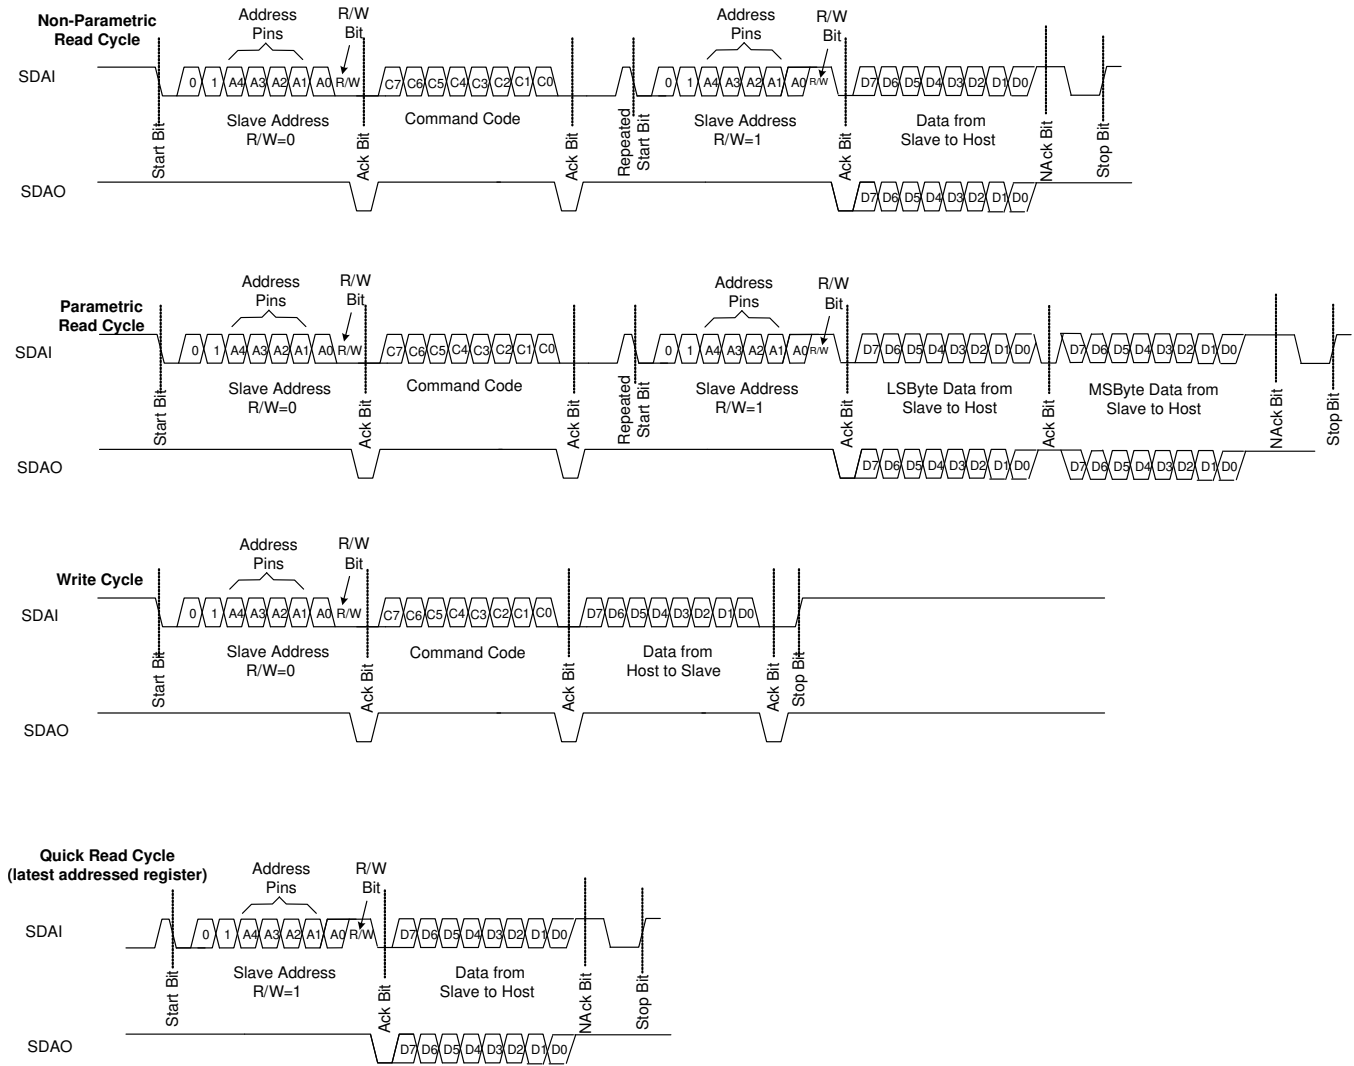 Non-Parametric
Read Cycle
Address
Pins
R/W
Bit
Address
Pins
R/W
Bit
SDAI
0 1 A4 A3 A2 A1 A0 R/W
C7 C6 C5 C4 C3 C2 C1 C0
0 1 A4 A3 A2 A1 A0 R/W
D7 D6 D5 D4 D3 D2 D1 D0
Start Bit
Slave Address
R/W=0
Ack Bit
Command Code
Ack Bit
Repeated
Start Bit
Slave Address
R/W=1
Ack Bit
Data from
Slave to Host
NAck Bit
Stop Bit
SDAO
D7 D6 D5 D4 D3 D2 D1 D0
Parametric
Read Cycle
Address
Pins
R/W
Bit
Address
Pins
R/W
Bit
SDAI
0 1 A4 A3 A2 A1 A0 R/W
C7 C6 C5 C4 C3 C2 C1 C0
0 1 A4 A3 A2 A1 A0 R/W
D7 D6 D5 D4 D3 D2 D1 D0
D7 D6 D5 D4 D3 D2 D1 D0
Start Bit
Slave Address
R/W=0
Ack Bit
Command Code
Ack Bit
Repeated
Start Bit
Slave Address
R/W=1
Ack Bit
LSByte Data from
Slave to Host
Ack Bit
MSByte Data from
Slave to Host
NAck Bit
Stop Bit
SDAO
D7 D6 D5 D4 D3 D2 D1 D0
D7 D6 D5 D4 D3 D2 D1 D0
Write Cycle
Address
Pins
R/W
Bit
SDAI
0 1 A4 A3 A2 A1 A0 R/W
C7 C6 C5 C4 C3 C2 C1 C0
D7 D6 D5 D4 D3 D2 D1 D0
Start Bit
Slave Address
R/W=0
Ack Bit
Command Code
Ack Bit
Data from
Host to Slave
Ack Bit
Stop Bit
SDAO
Quick Read Cycle
(latest addressed register)
Address
Pins
R/W
Bit
SDAI
0 1 A4 A3 A2 A1 A0 R/W
D7 D6 D5 D4 D3 D2 D1 D0
Start Bit
Slave Address
R/W=1
Ack Bit
Data from
Slave to Host
NAck Bit
Stop Bit
SDAO
D7 D6 D5 D4 D3 D2 D1 D0